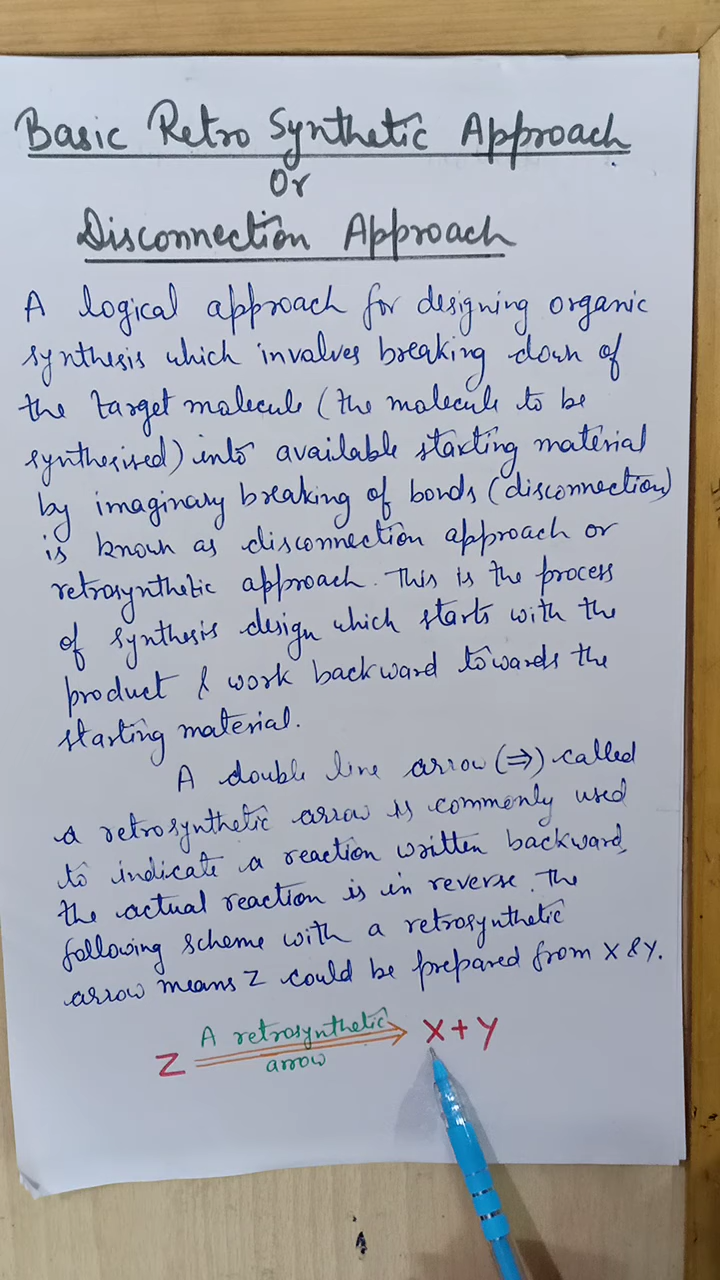 Basic Retro Synthetic Approach
Or
Disconnection Approach
A logical approach for designing organic
synthesis which involves breaking down of
the target molecule (the molecule to be
synthesised) into available starting material
by imaginary breaking of bonds (disconnection)
is known as disconnection approach or
retrosynthetic approach. This is the process
of synthesis design which starts with the
product & work backward towards the
starting material.
A double line arrow (⇒) called
a retrosynthetic arrow is commonly used
to indicate a reaction written backward,
the actual reaction is in reverse. The
following scheme with a retrosynthetic
arrow means Z could be prepared from X & Y.
A retrosynthetic
Z ⇒ X + Y
arrow